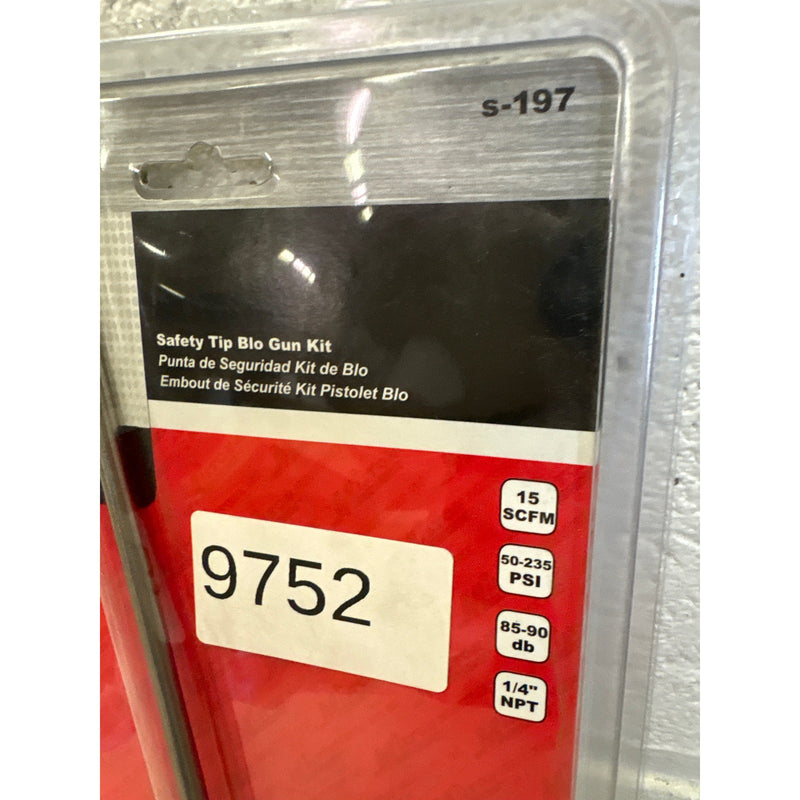 s-197
Safety Tip Blo Gun Kit
Punta de Seguridad Kit de Blo
Embout de Sécurité Kit Pistolet Blo
15
SCFM
50-235
PSI
9752
85-90
db
1/4"
NPT